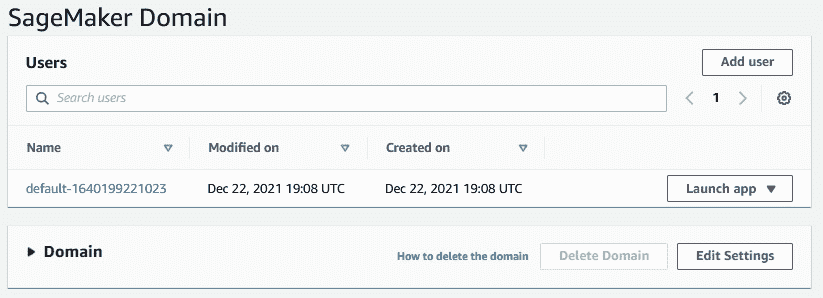 SageMaker Domain
Users
Add user
Search users
1
Name Modified on Created on
default-1640199221023 Dec 22, 2021 19:08 UTC Dec 22, 2021 19:08 UTC Launch app
Domain How to delete the domain Delete Domain Edit Settings